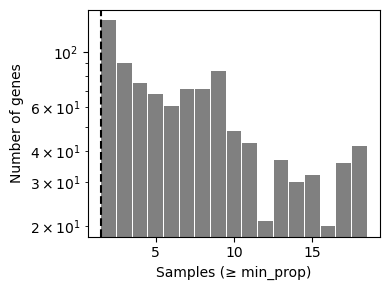 Number of genes
10²
6 × 10¹
4 × 10¹
3 × 10¹
2 × 10¹
5 10 15
Samples (≥ min_prop)